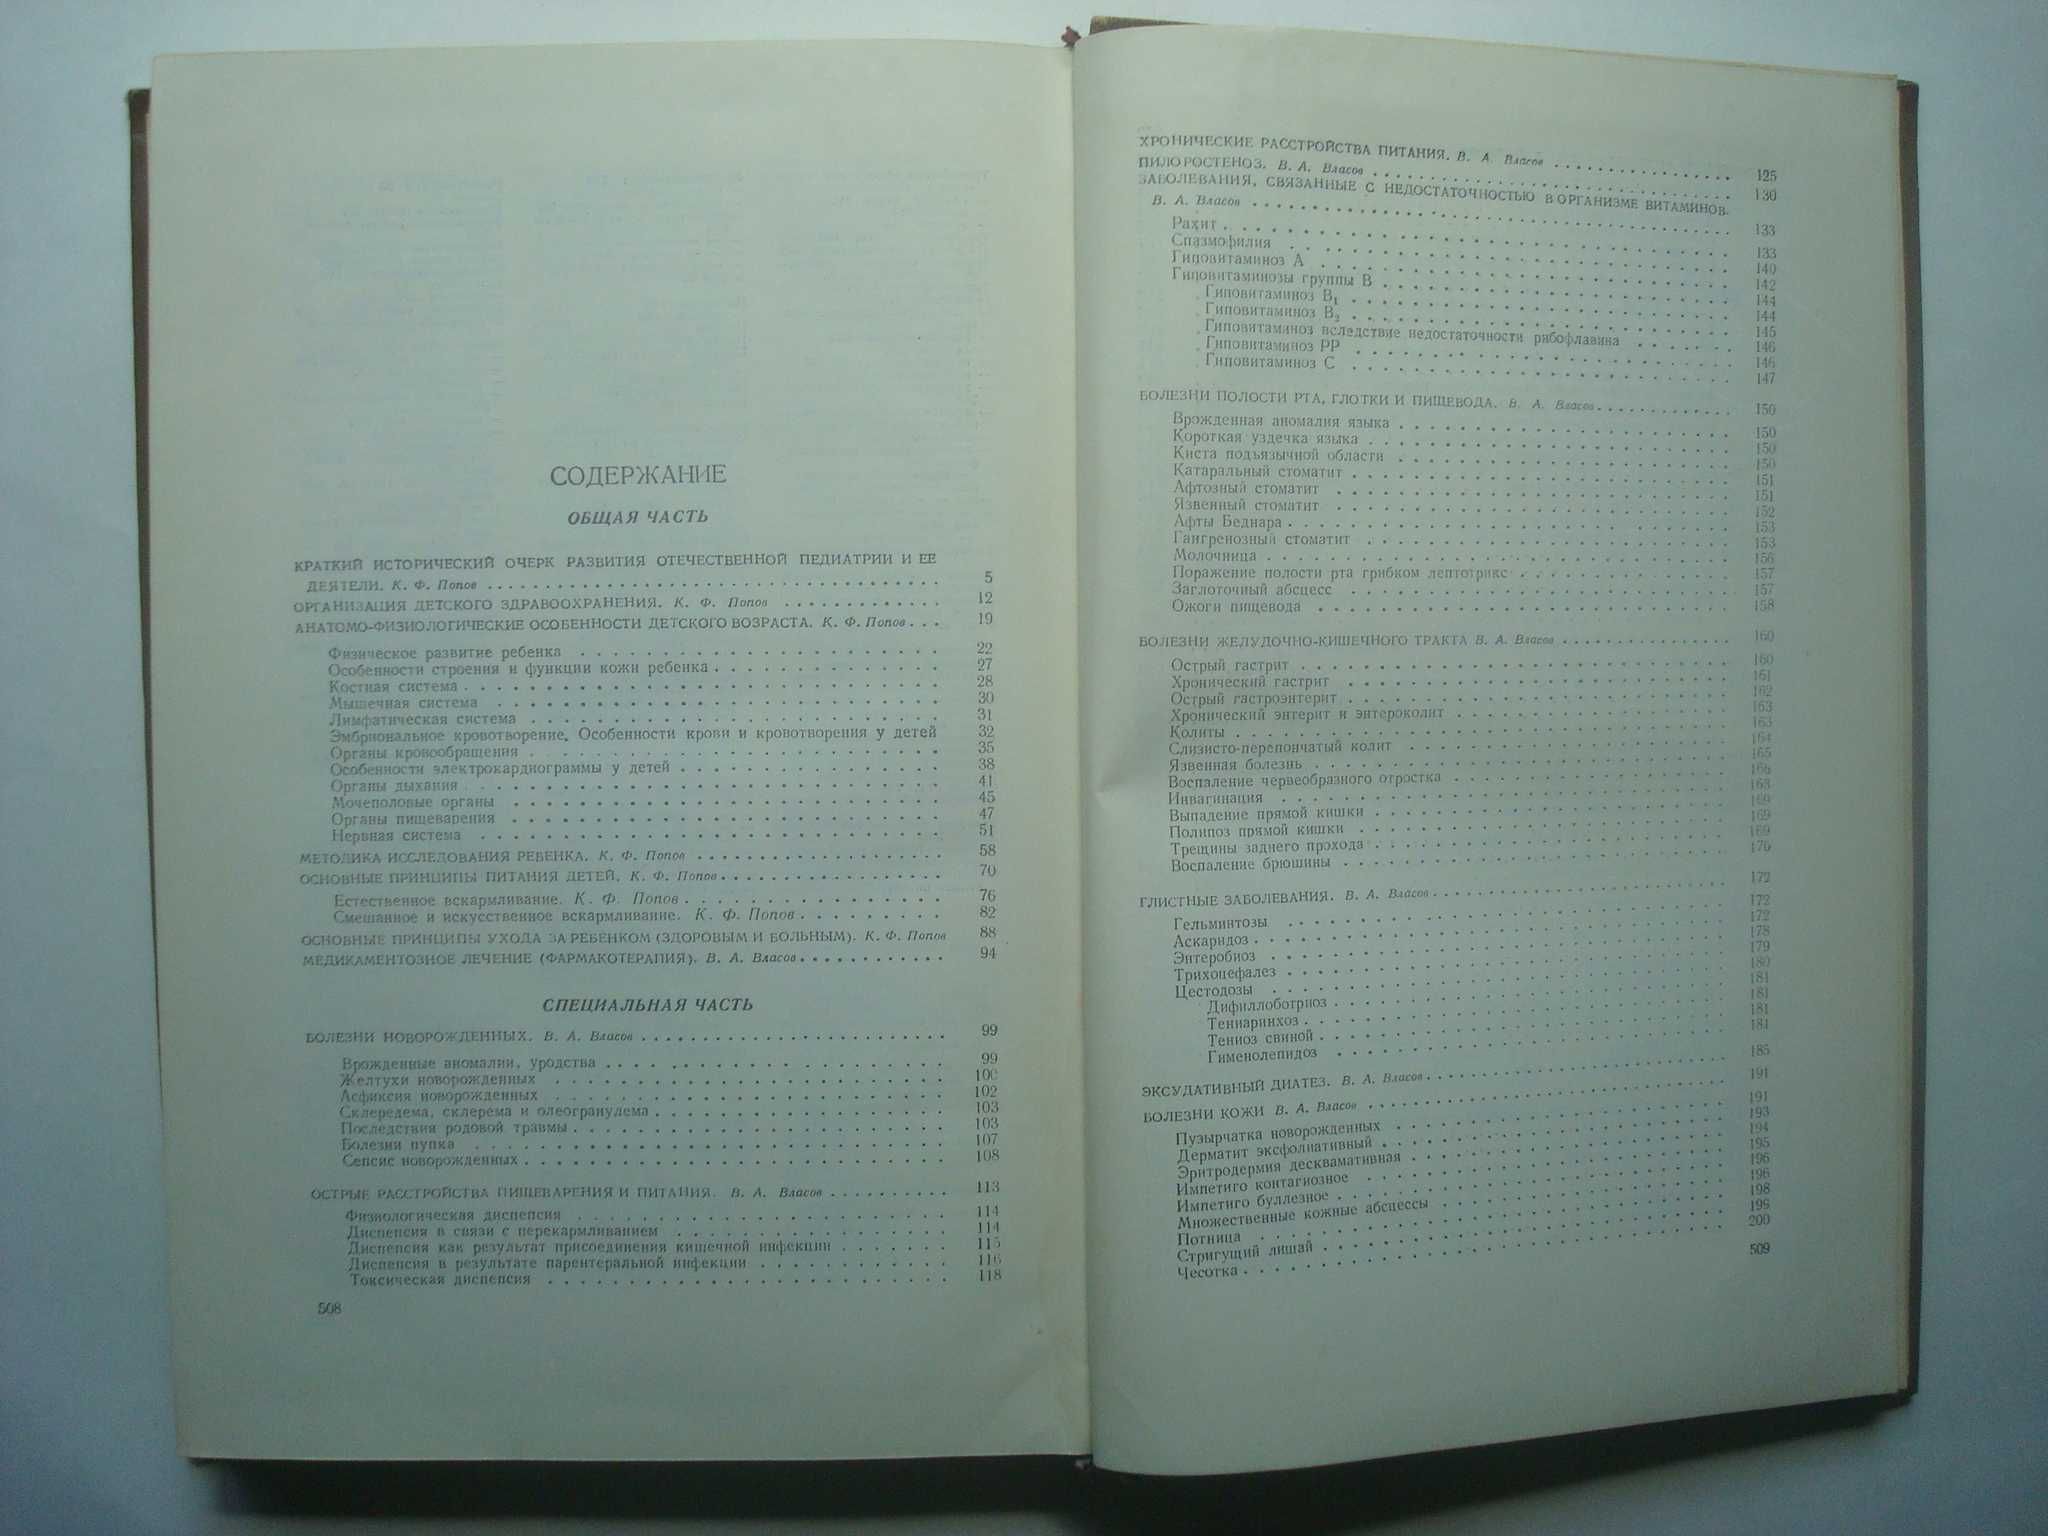 СОДЕРЖАНИЕ
ОБЩАЯ ЧАСТЬ
КРАТКИЙ ИСТОРИЧЕСКИЙ ОЧЕРК РАЗВИТИЯ ОТЕЧЕСТВЕННОЙ ПЕДИАТРИИ И ЕЕ
ДЕЯТЕЛИ. К. Ф. Попов 5
ОРГАНИЗАЦИЯ ДЕТСКОГО ЗДРАВООХРАНЕНИЯ. К. Ф. Попов 12
АНАТОМО-ФИЗИОЛОГИЧЕСКИЕ ОСОБЕННОСТИ ДЕТСКОГО ВОЗРАСТА. К. Ф. Попов 19
Физическое развитие ребенка 22
Особенности строения и функции кожи ребенка 27
Костная система 28
Мышечная система 30
Лимфатическая система 31
Эмбриональное кровотворение. Особенности крови и кровотворения у детей 32
Органы кровообращения 35
Особенности электрокардиограммы у детей 38
Органы дыхания 41
Мочеполовые органы 45
Органы пищеварения 47
Нервная система 51
МЕТОДИКА ИССЛЕДОВАНИЯ РЕБЕНКА. К. Ф. Попов 58
ОСНОВНЫЕ ПРИНЦИПЫ ПИТАНИЯ ДЕТЕЙ. К. Ф. Попов 70
Естественное вскармливание. К. Ф. Попов 76
Смешанное и искусственное вскармливание. К. Ф. Попов 82
ОСНОВНЫЕ ПРИНЦИПЫ УХОДА ЗА РЕБЕНКОМ (ЗДОРОВЫМ И БОЛЬНЫМ). К. Ф. Попов 88
МЕДИКАМЕНТОЗНОЕ ЛЕЧЕНИЕ (ФАРМАКОТЕРАПИЯ). В. А. Власов 94
СПЕЦИАЛЬНАЯ ЧАСТЬ
БОЛЕЗНИ НОВОРОЖДЕННЫХ. В. А. Власов 99
Врожденные аномалии, уродства 99
Желтухи новорожденных 100
Асфиксия новорожденных 102
Склередема, склерема и олеогранулема 103
Последствия родовой травмы 103
Болезни пупка 107
Сепсис новорожденных 108
ОСТРЫЕ РАССТРОЙСТВА ПИЩЕВАРЕНИЯ И ПИТАНИЯ. В. А. Власов 113
Физиологическая диспепсия 114
Диспепсия в связи с перекармливанием 114
Диспепсия как результат присоединения кишечной инфекции 115
Диспепсия в результате парентеральной инфекции 116
Токсическая диспепсия 118
508
ХРОНИЧЕСКИЕ РАССТРОЙСТВА ПИТАНИЯ. В. А. Власов 125
ПИЛОРОСТЕНОЗ. В. А. Власов 130
ЗАБОЛЕВАНИЯ, СВЯЗАННЫЕ С НЕДОСТАТОЧНОСТЬЮ В ОРГАНИЗМЕ ВИТАМИНОВ.
В. А. Власов 133
Рахит 133
Спазмофилия 140
Гиповитаминоз А 142
Гиповитаминозы группы В 144
Гиповитаминоз В₁ 144
Гиповитаминоз В₂ 145
Гиповитаминоз вследствие недостаточности рибофлавина 146
Гиповитаминоз РР 146
Гиповитаминоз С 147
БОЛЕЗНИ ПОЛОСТИ РТА, ГЛОТКИ И ПИЩЕВОДА. В. А. Власов 150
Врожденная аномалия языка 150
Короткая уздечка языка 150
Киста подъязычной области 150
Катаральный стоматит 151
Афтозный стоматит 151
Язвенный стоматит 152
Афты Беднара 153
Гангренозный стоматит 153
Молочница 156
Поражение полости рта грибком лептотрикс 157
Заглоточный абсцесс 157
Ожоги пищевода 158
БОЛЕЗНИ ЖЕЛУДОЧНО-КИШЕЧНОГО ТРАКТА В. А. Власов 160
Острый гастрит 160
Хронический гастрит 161
Острый гастроэнтерит 162
Хронический энтерит и энтероколит 163
Колиты 163
Слизисто-перепончатый колит 164
Язвенная болезнь 165
Воспаление червеобразного отростка 166
Инвагинация 168
Выпадение прямой кишки 169
Полипоз прямой кишки 169
Трещины заднего прохода 169
Воспаление брюшины 170
ГЛИСТНЫЕ ЗАБОЛЕВАНИЯ. В. А. Власов 172
Гельминтозы 172
Аскаридоз 172
Энтеробиоз 178
Трихоцефалез 179
Цестодозы 180
Дифиллоботриоз 181
Тениаринхоз 181
Тениоз свиной 181
Гименолепидоз 181
ЭКСУДАТИВНЫЙ ДИАТЕЗ. В. А. Власов 185
БОЛЕЗНИ КОЖИ В. А. Власов 191
Пузырчатка новорожденных 191
Дерматит эксфолиативный 193
Эритродермия десквамативная 194
Импетиго контагиозное 195
Импетиго буллезное 196
Множественные кожные абсцессы 196
Потница 198
Стригущий лишай 199
Чесотка 200
509